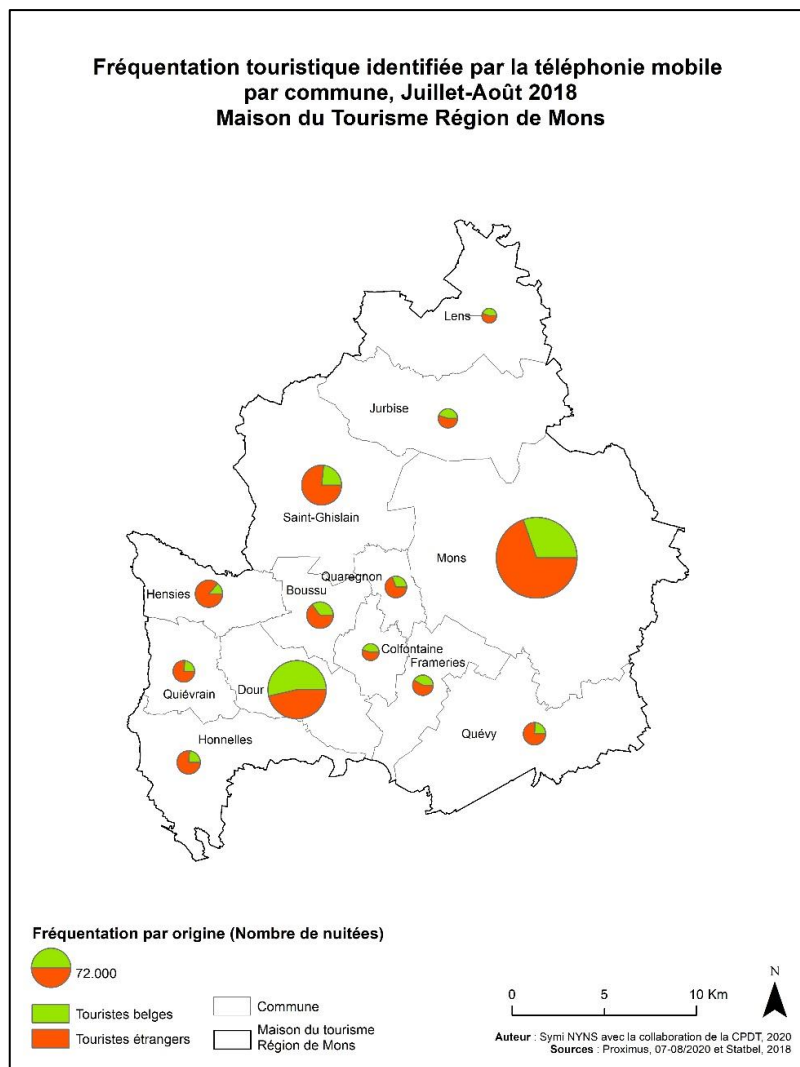 Fréquentation touristique identifiée par la téléphonie mobile
par commune, Juillet-Août 2018
Maison du Tourisme Région de Mons
Lens
Jurbise
Saint-Ghislain
Mons
Hensies
Boussu
Quaregnon
Colfontaine
Frameries
Quiévrain
Dour
Quévy
Honnelles
Fréquentation par origine (Nombre de nuitées)
72.000
Touristes belges
Touristes étrangers
Commune
Maison du tourisme
Région de Mons
0 5 10 Km
N
Auteur : Symi NYNS avec la collaboration de la CPDT, 2020
Sources : Proximus, 07-08/2020 et Statbel, 2018